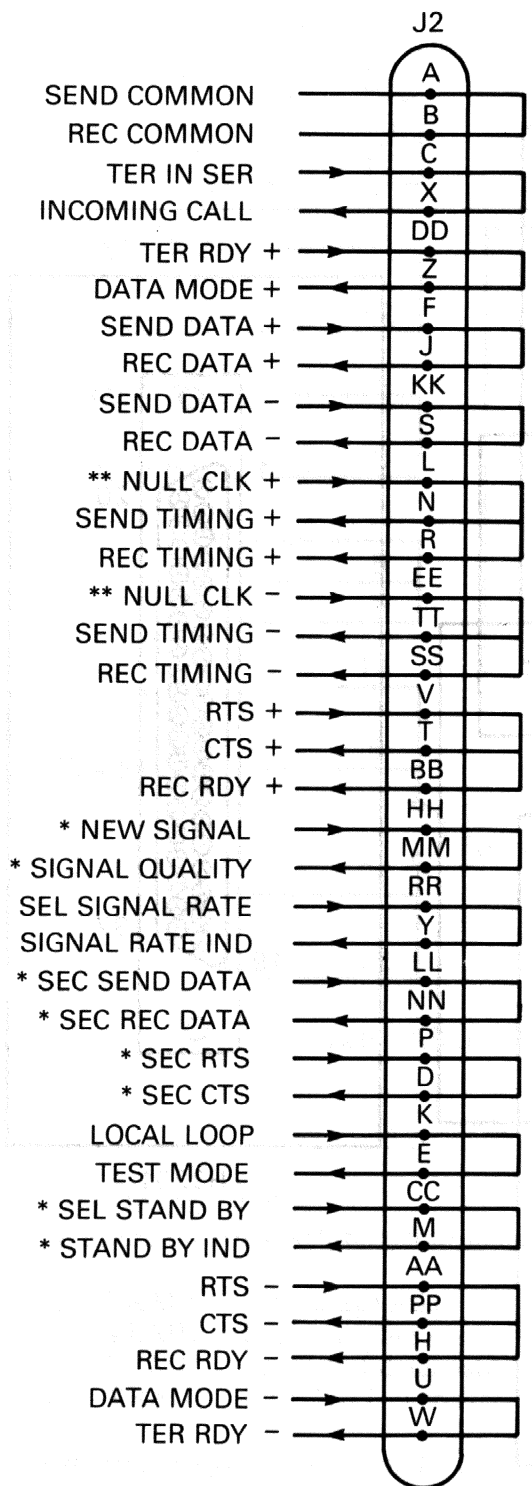 J2
A
SEND COMMON
B
REC COMMON
C
TER IN SER
X
INCOMING CALL
DD
TER RDY +
Z
DATA MODE +
F
SEND DATA +
J
REC DATA +
KK
SEND DATA -
S
REC DATA -
L
** NULL CLK +
N
SEND TIMING +
R
REC TIMING +
EE
** NULL CLK -
TT
SEND TIMING -
SS
REC TIMING -
V
RTS +
T
CTS +
BB
REC RDY +
HH
* NEW SIGNAL
MM
* SIGNAL QUALITY
RR
SEL SIGNAL RATE
Y
SIGNAL RATE IND
LL
* SEC SEND DATA
NN
* SEC REC DATA
P
* SEC RTS
D
* SEC CTS
K
LOCAL LOOP
E
TEST MODE
CC
* SEL STAND BY
M
* STAND BY IND
AA
RTS -
PP
CTS -
H
REC RDY -
U
DATA MODE -
W
TER RDY -